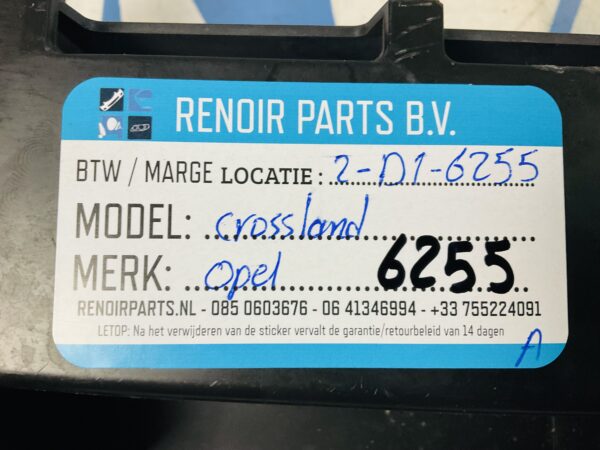 RENOIR PARTS B.V.
BTW / MARGE LOCATIE: 2-D1-6255
MODEL: crossland
MERK: Opel 6255
RENOIRPARTS.NL - 085 0603676 - 06 41346994 - +33 755224091
LETOP: Na het verwijderen van de sticker vervalt de garantie/retourbeleid van 14 dagen
A